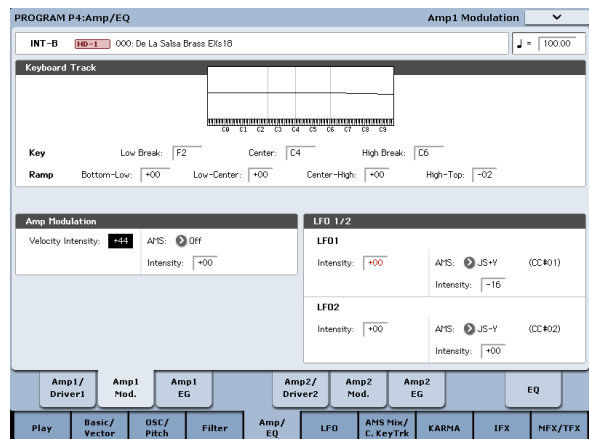 PROGRAM P4:Amp/EQ Amp1 Modulation
INT-B HD-1 000: De La Salsa Brass EXs18 ♩ = 100.00
Keyboard Track
C0 C1 C2 C3 C4 C5 C6 C7 C8 C9
Key Low Break: F2 Center: C4 High Break: C6
Ramp Bottom-Low: +00 Low-Center: +00 Center-High: +00 High-Top: -02
Amp Modulation
Velocity Intensity: +44 AMS: Off
Intensity: +00
LFO 1/2
LFO1
Intensity: +00 AMS: JS+Y (CC#01)
Intensity: -16
LFO2
Intensity: +00 AMS: JS-Y (CC#02)
Intensity: +00
Amp1/ Amp1 Amp1 Amp2/ Amp2 Amp2 EQ
Driver1 Mod. EG Driver2 Mod. EG
Play Basic/ OSC/ Filter Amp/ LFO AMS Mix/ KARMA IFX MFX/TFX
Vector Pitch EQ C. KeyTrk